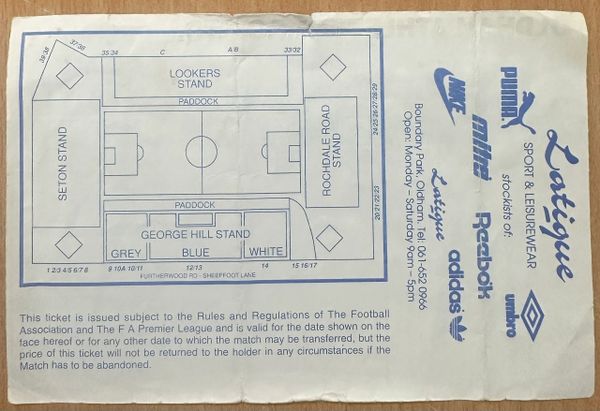 37/38
39/38
35 34
C
A B
33/32
LOOKERS
STAND
PADDOCK
SETON STAND
ROCHDALE ROAD
STAND
24/25/26/27/28/29
20/21/22/23
PADDOCK
GEORGE HILL STAND
GREY
BLUE
WHITE
1 2/3 4/5 6/7 8
9 10A 10/11
12/13
14
15 16/17
FURTHERWOOD RD - SHEEPFOOT LANE
This ticket is issued subject to the Rules and Regulations of The Football
Association and The F A Premier League and is valid for the date shown on
the face hereof or for any other date to which the match may be transferred, but the
price of this ticket will not be returned to the holder in any circumstances if the
Match has to be abandoned.
Latique
SPORT & LEISUREWEAR
stockists of:
PUMA
NIKE
mitre
Reebok
umbro
Latique
adidas
Boundary Park, Oldham. Tel: 061-652 0966
Open: Monday - Saturday 9am - 5pm